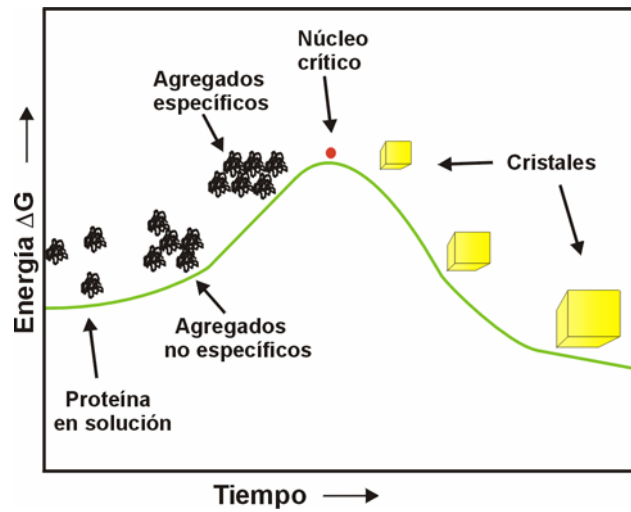 Núcleo
crítico
Agregados
específicos
Cristales
Energía ΔG
Agregados
no específicos
Proteína
en solución
Tiempo